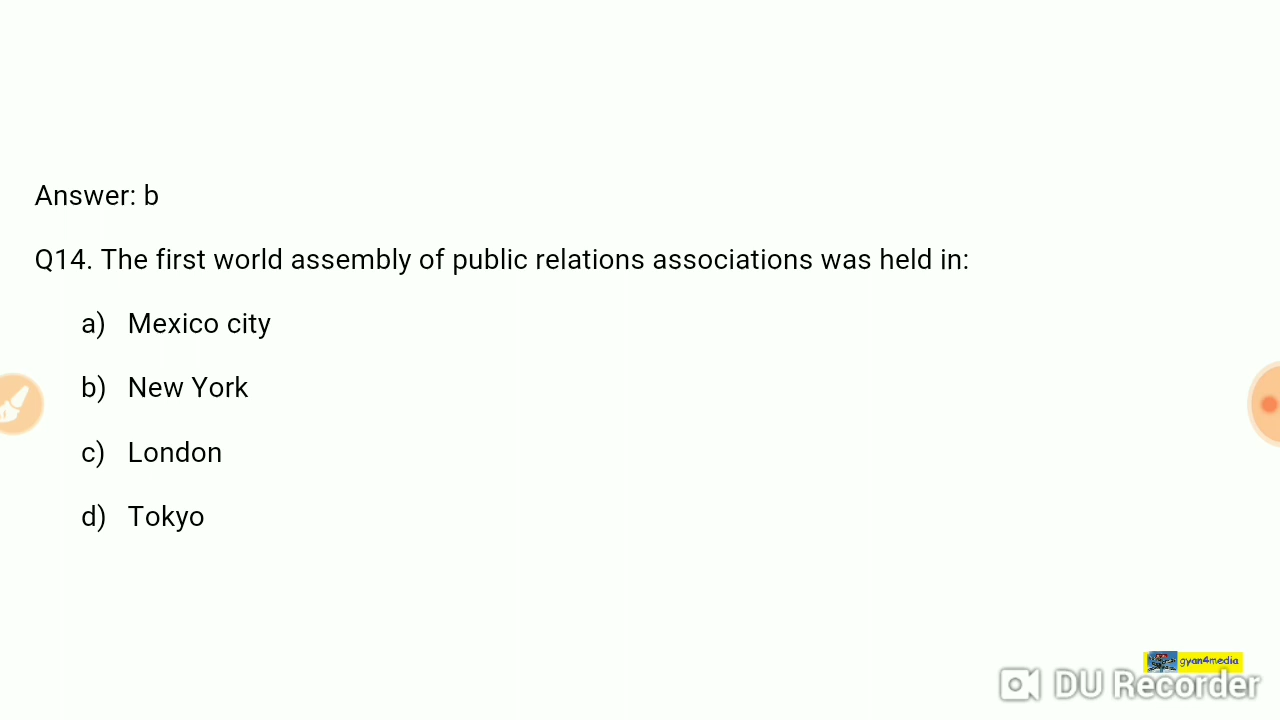 Answer: b
Q14. The first world assembly of public relations associations was held in:
a) Mexico city
b) New York
c) London
d) Tokyo
gyan4media
DU Recorder